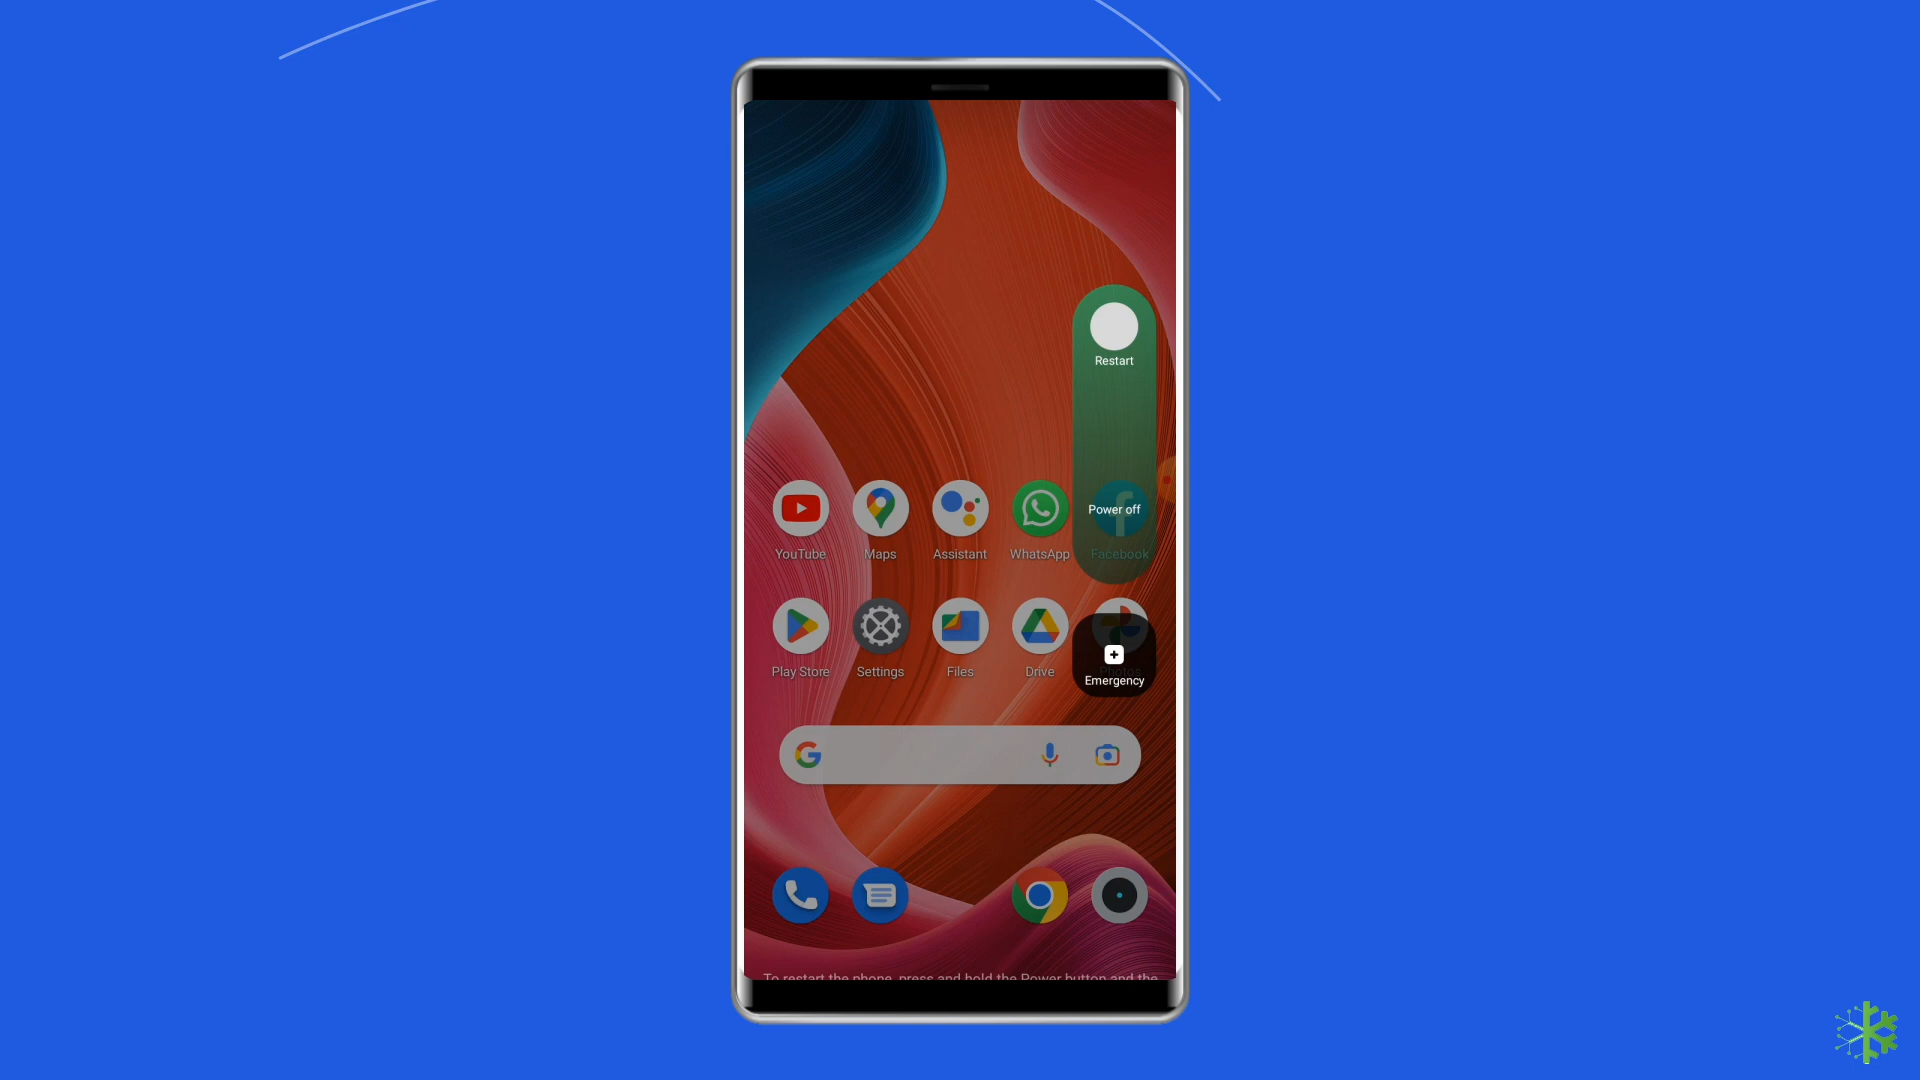 Restart
Power off
YouTube Maps Assistant WhatsApp Facebook
Play Store Settings Files Drive Photos
Emergency
To restart the phone, press and hold the Power button and the